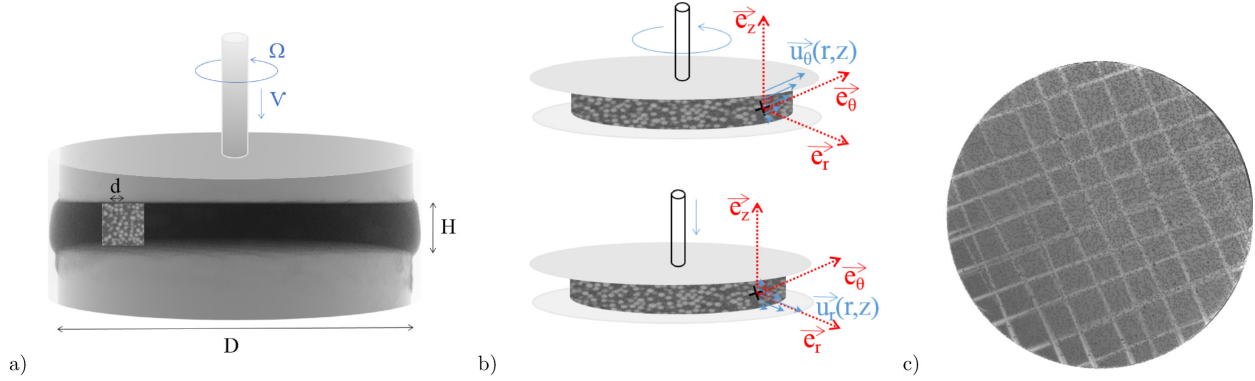 Ω
V
d
H
D
a)
e_z
u_θ(r,z)
e_θ
e_r
e_z
e_θ
u_r(r,z)
e_r
b)
c)